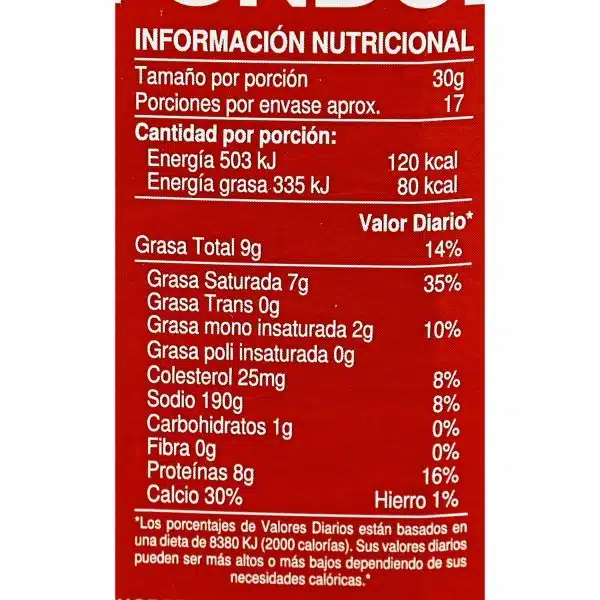 INFORMACIÓN NUTRICIONAL
Tamaño por porción 30g
Porciones por envase aprox. 17
Cantidad por porción:
Energía 503 kJ 120 kcal
Energía grasa 335 kJ 80 kcal
Valor Diario*
Grasa Total 9g 14%
Grasa Saturada 7g 35%
Grasa Trans 0g
Grasa mono insaturada 2g 10%
Grasa poli insaturada 0g
Colesterol 25mg 8%
Sodio 190g 8%
Carbohidratos 1g 0%
Fibra 0g 0%
Proteínas 8g 16%
Calcio 30% Hierro 1%
*Los porcentajes de Valores Diarios están basados en
una dieta de 8380 KJ (2000 calorías). Sus valores diarios
pueden ser más altos o más bajos dependiendo de sus
necesidades calóricas.*